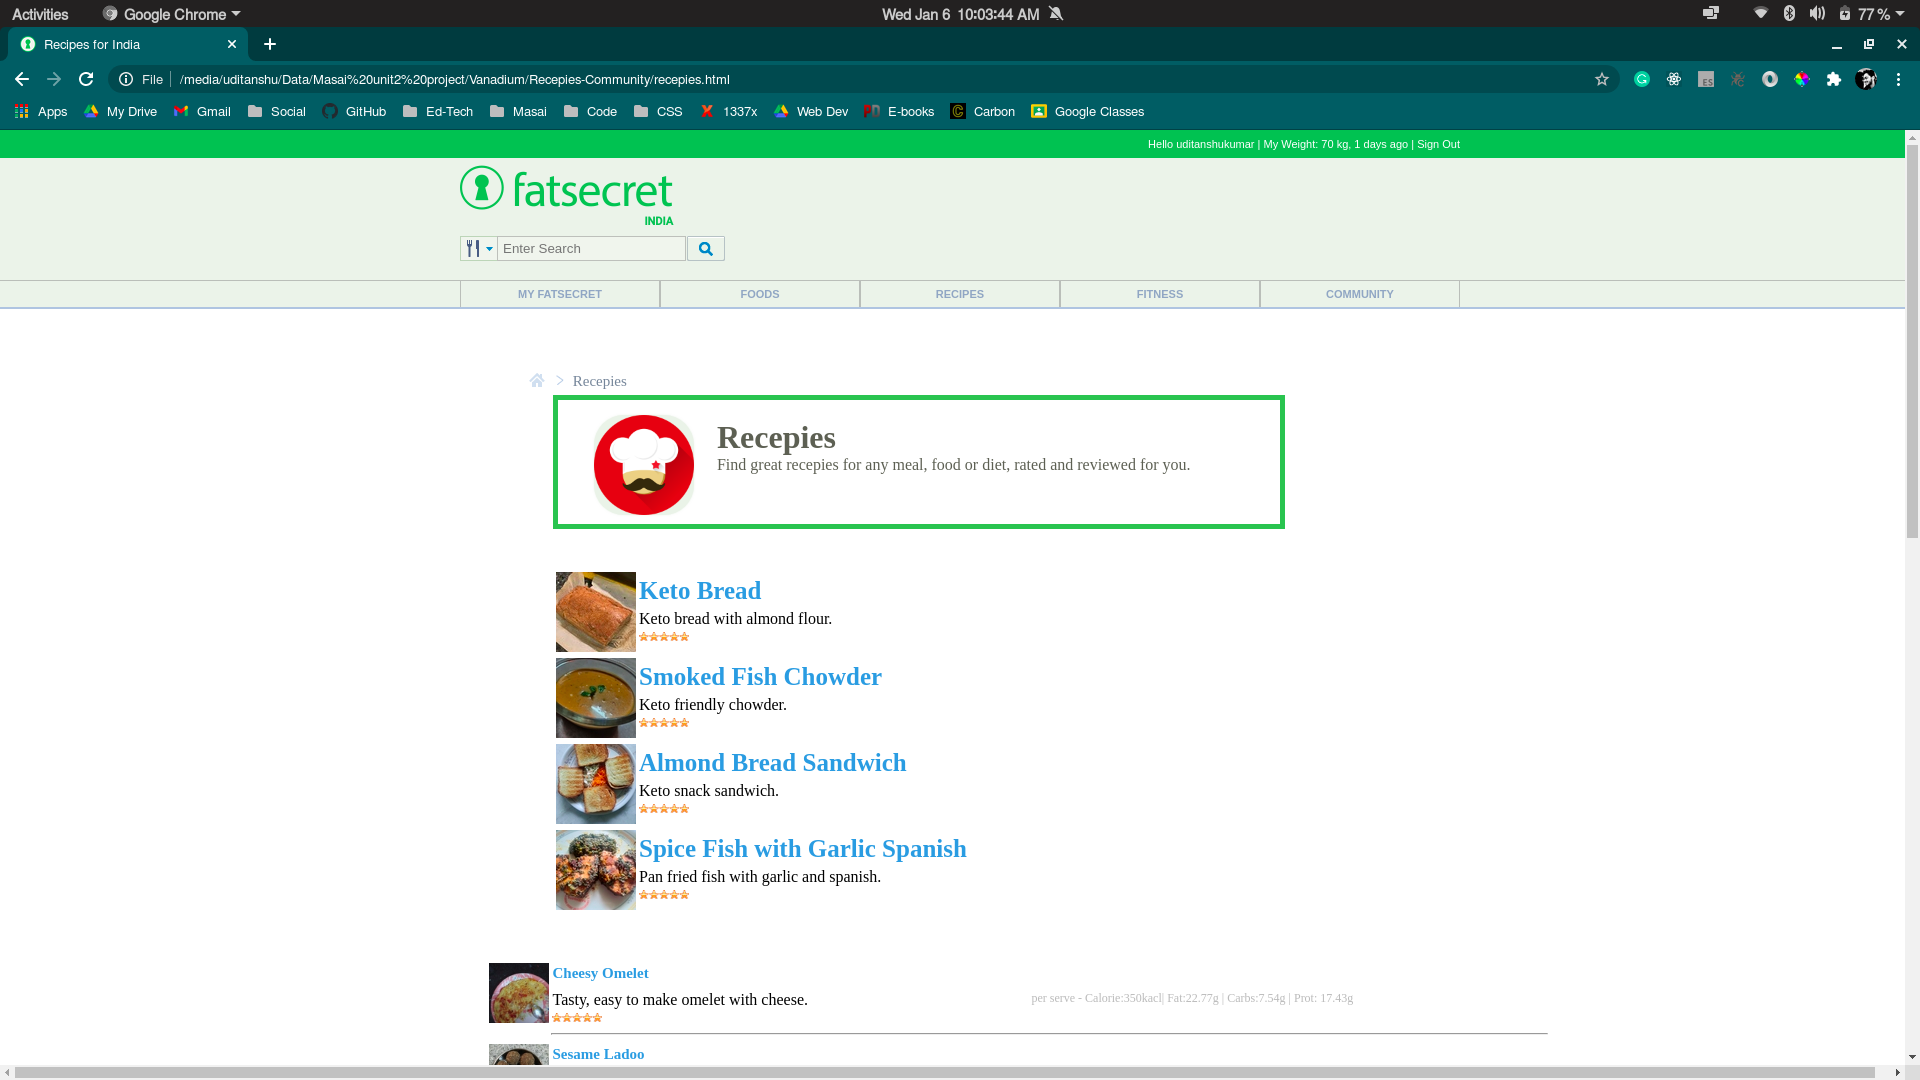 Activities
Google Chrome
Wed Jan 6 10:03:44 AM
77 %
Recipes for India
File
/media/uditanshu/Data/Masai%20unit2%20project/Vanadium/Recepies-Community/recepies.html
Apps
My Drive
Gmail
Social
GitHub
Ed-Tech
Masai
Code
CSS
1337x
Web Dev
E-books
Carbon
Google Classes
Hello uditanshukumar | My Weight: 70 kg, 1 days ago | Sign Out
fatsecret
INDIA
Enter Search
MY FATSECRET
FOODS
RECIPES
FITNESS
COMMUNITY
Recepies
Recepies
Find great recepies for any meal, food or diet, rated and reviewed for you.
Keto Bread
Keto bread with almond flour.
Smoked Fish Chowder
Keto friendly chowder.
Almond Bread Sandwich
Keto snack sandwich.
Spice Fish with Garlic Spanish
Pan fried fish with garlic and spanish.
Cheesy Omelet
Tasty, easy to make omelet with cheese.
per serve - Calorie:350kacl| Fat:22.77g | Carbs:7.54g | Prot: 17.43g
Sesame Ladoo